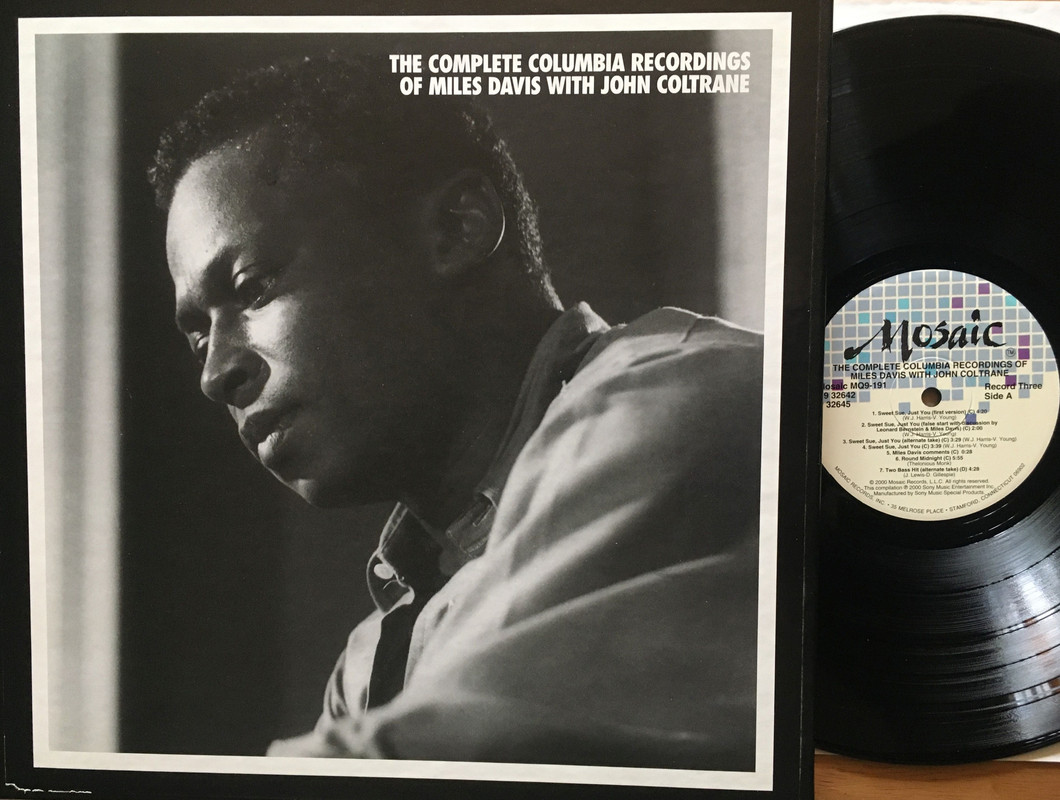 THE COMPLETE COLUMBIA RECORDINGS
OF MILES DAVIS WITH JOHN COLTRANE
Mosaic
THE COMPLETE COLUMBIA RECORDINGS OF
MILES DAVIS WITH JOHN COLTRANE
MQ9-191
Record Three
32642
Side A
32645
1. Sweet Sue, Just You (first version) (C) 4:20
(W.J. Harris-V. Young)
2. Sweet Sue, Just You (false start with discussion by
Leonard Bernstein & Miles Davis) (C) 2:00
(W.J. Harris-V. Young)
3. Sweet Sue, Just You (alternate take) (C) 3:29 (W.J. Harris-V. Young)
4. Sweet Sue, Just You (C) 3:39 (W.J. Harris-V. Young)
5. Miles Davis comments (C) 0:28
6. Round Midnight (C) 5:55
(Thelonious Monk)
7. Two Bass Hit (alternate take) (D) 4:28
(J. Lewis-D. Gillespie)
© 2000 Mosaic Records, L.L.C. All rights reserved.
This compilation ℗ 2000 Sony Music Entertainment Inc.
Manufactured by Sony Music Special Products
MOSAIC RECORDS, INC. • 35 MELROSE PLACE • STAMFORD, CONNECTICUT 06902